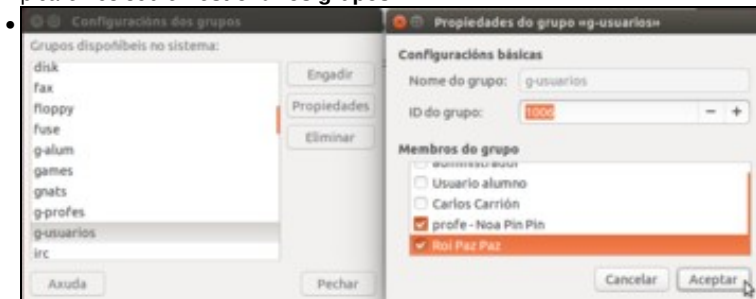 Configuracións dos grupos
Grupos dispoñíbeis no sistema:
disk
fax
floppy
fuse
g-alum
games
gnats
g-profes
g-usuarios
irc
Engadir
Propiedades
Eliminar
Axuda
Pechar
Propiedades do grupo «g-usuarios»
Configuracións básicas
Nome do grupo: g-usuarios
ID do grupo: 1006 - +
Membros do grupo
administrador
Usuario alumno
Carlos Carrión
profe - Noa Pin Pin
Roi Paz Paz
Cancelar Aceptar